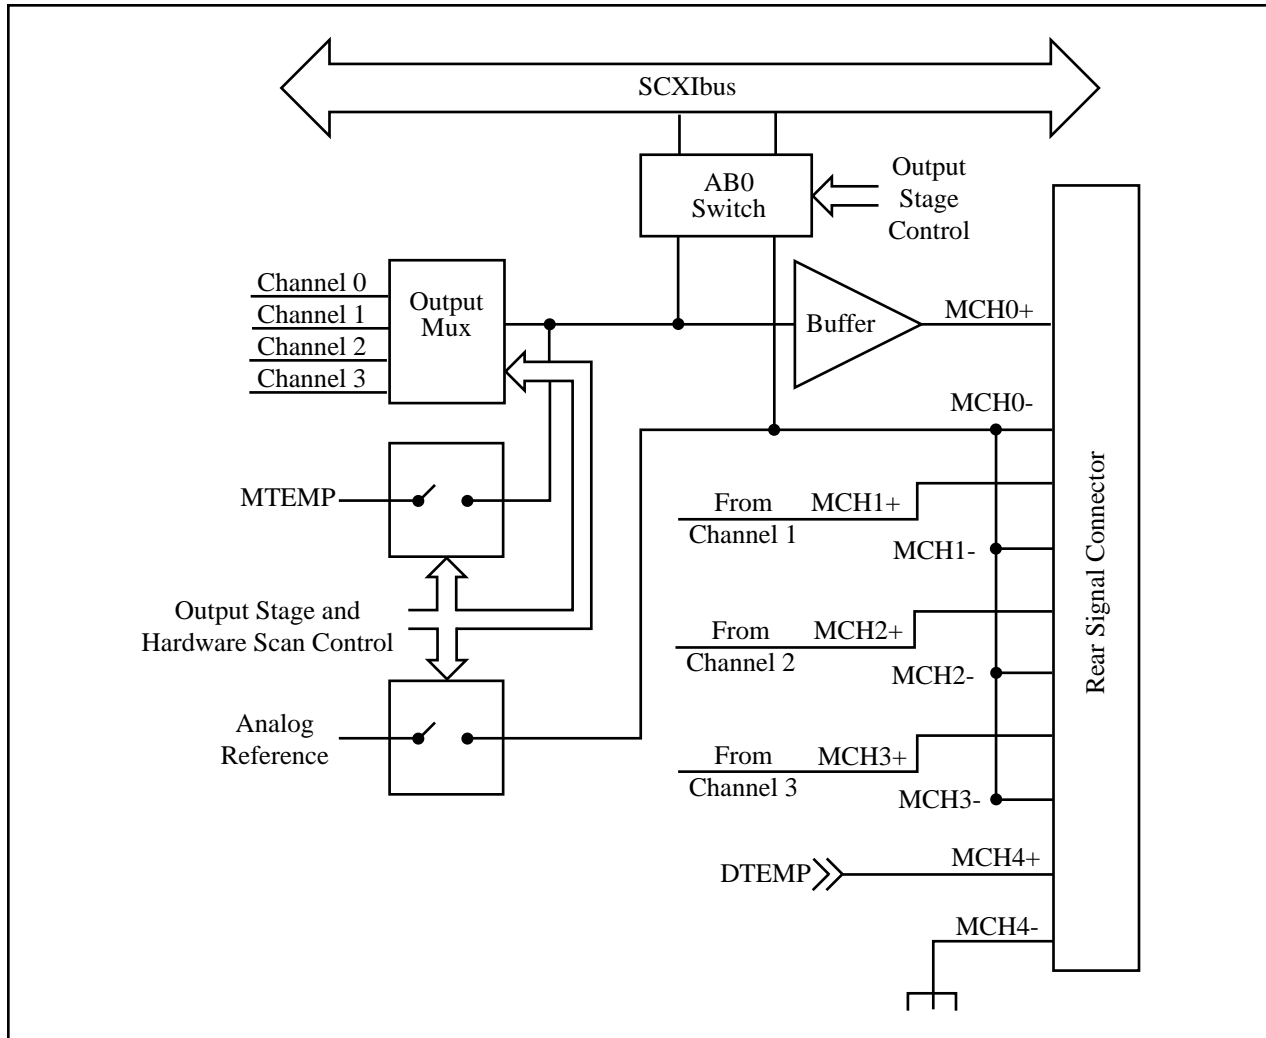 SCXIbus
AB0
Switch
Output
Stage
Control
Channel 0
Channel 1
Channel 2
Channel 3
Output
Mux
Buffer
MCH0+
MCH0-
MTEMP
From MCH1+
Channel 1
MCH1-
Output Stage and
Hardware Scan Control
From MCH2+
Channel 2
MCH2-
Analog
Reference
From MCH3+
Channel 3
MCH3-
DTEMP
MCH4+
MCH4-
Rear Signal Connector